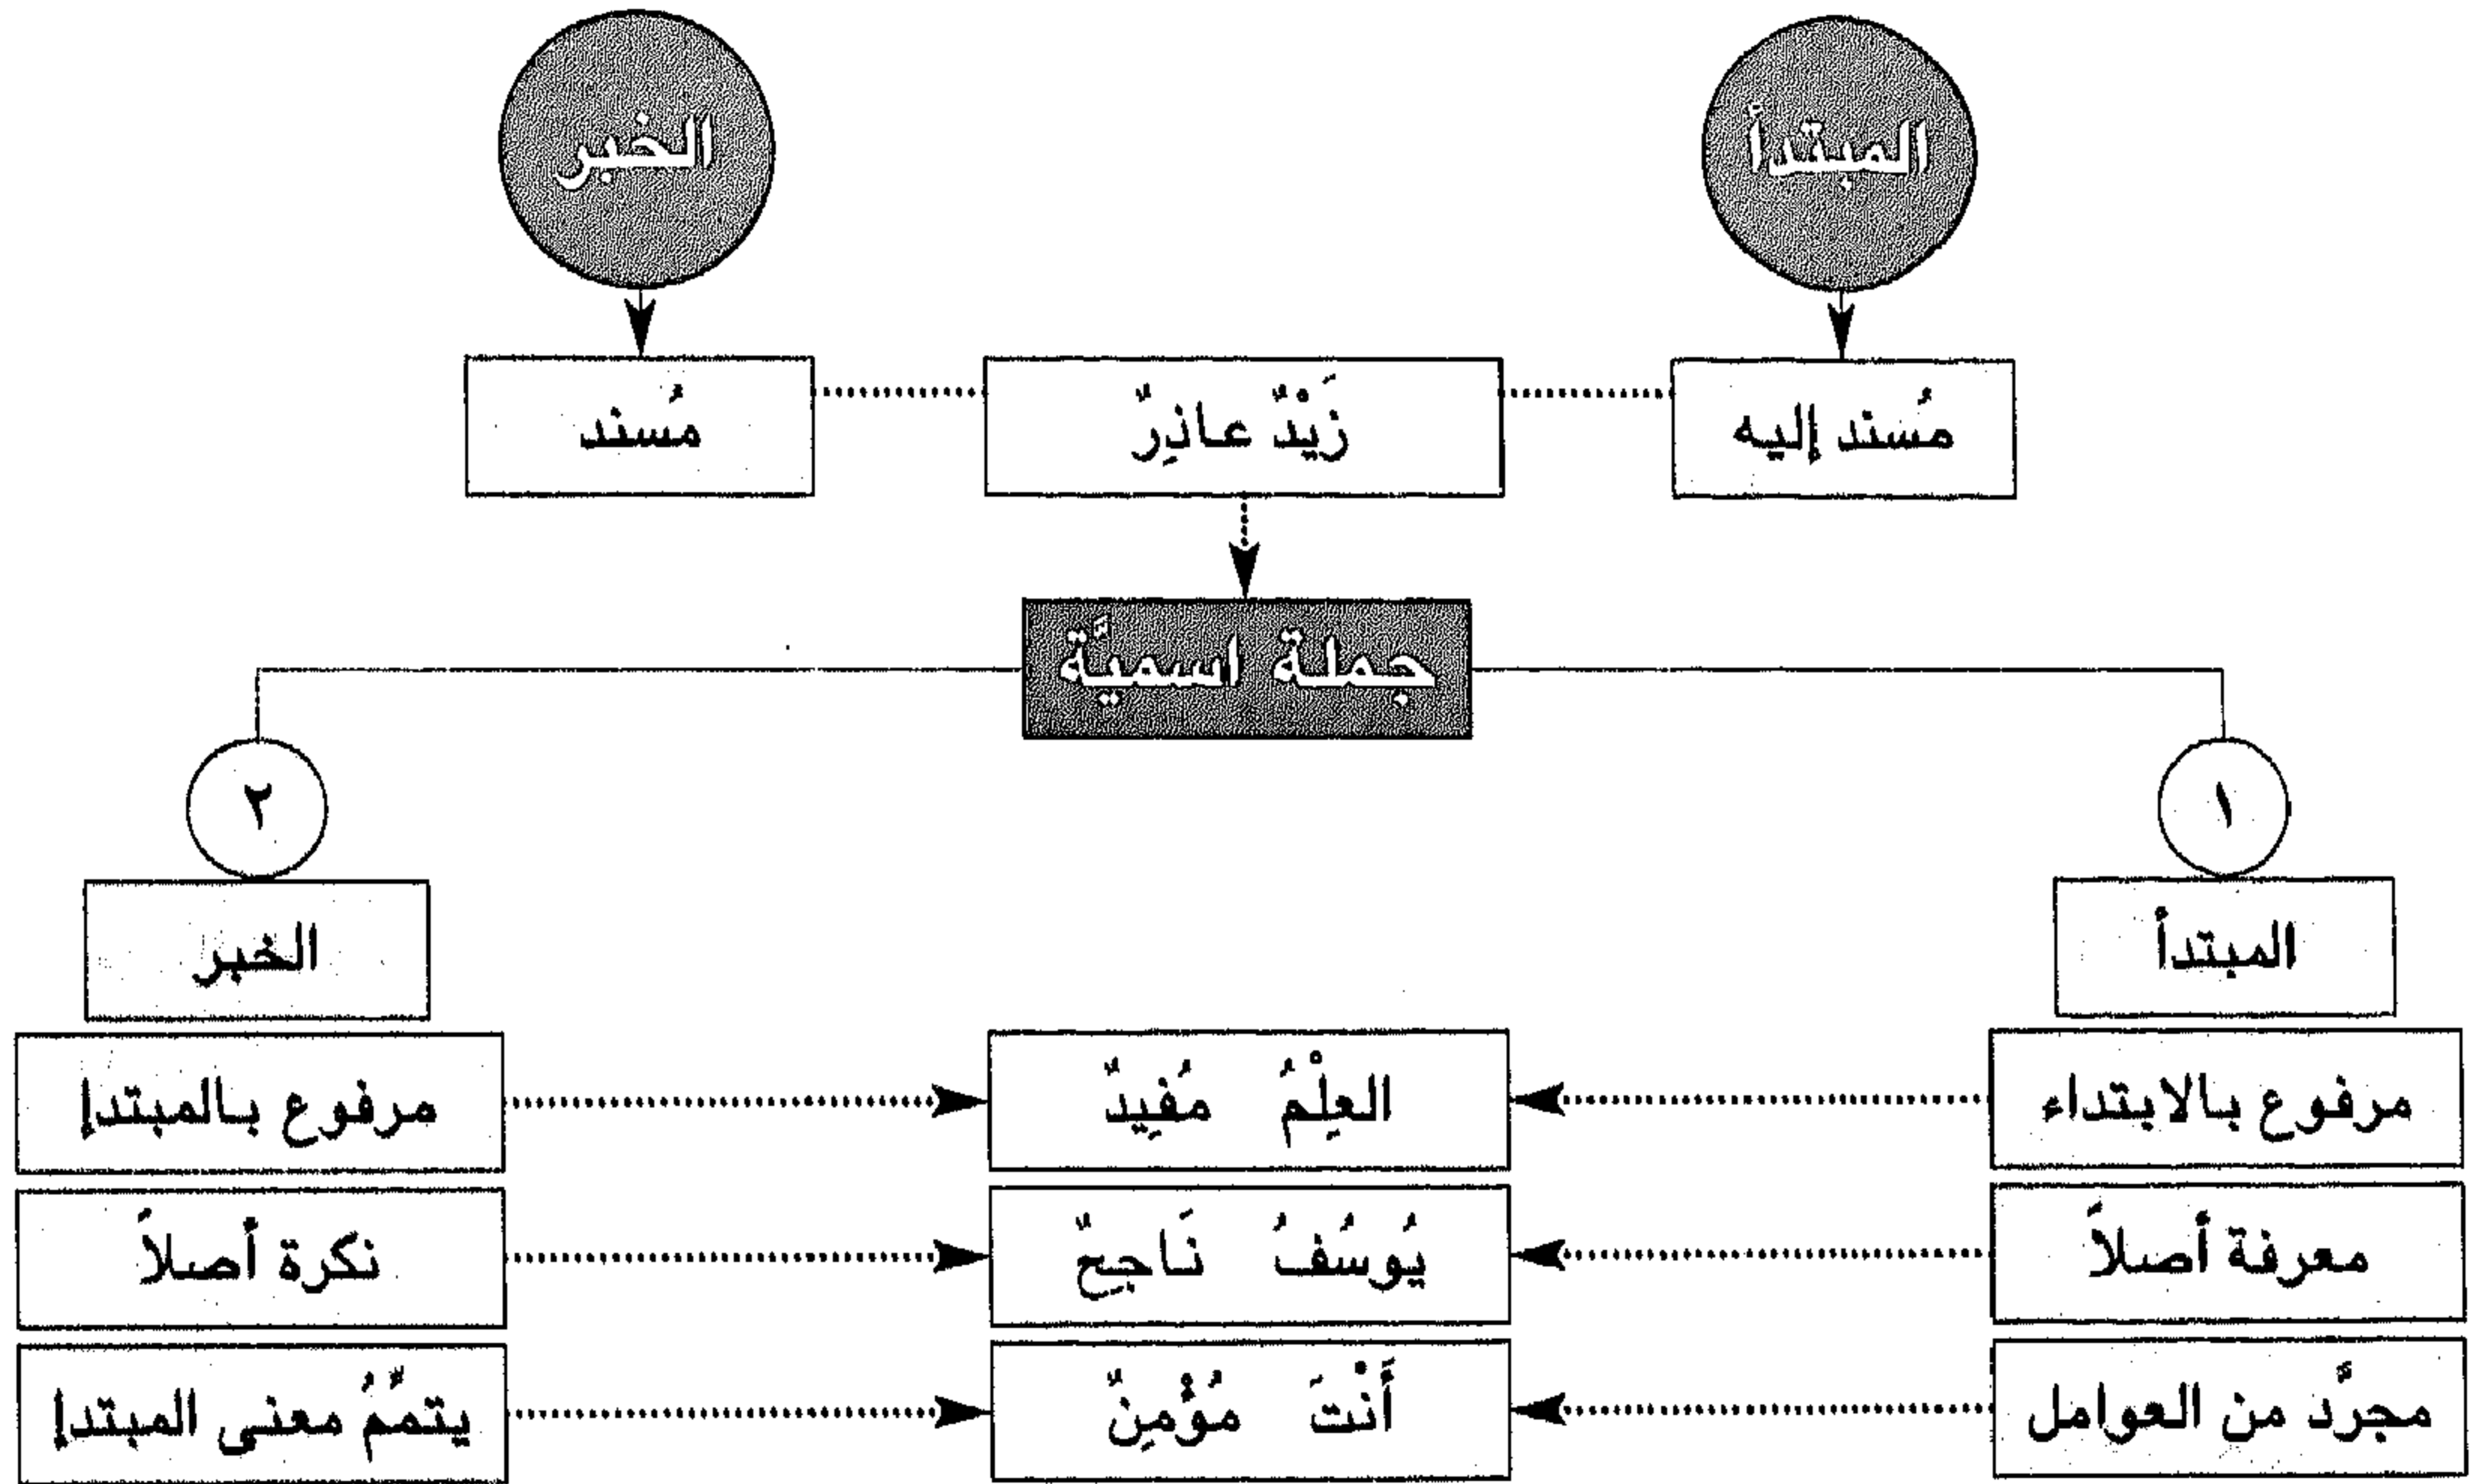 المبتدأ
الخبر
مُسند إليه
زَيْدٌ عاذِرٌ
مُسند
جملة اسميَّة
١
٢
المبتدأ
الخبر
مرفوع بالابتداء
العِلْمُ مُفِيدٌ
مرفوع بالمبتدإ
معرفة أصلاً
يُوسُفُ نَاجِحٌ
نكرة أصلاً
مجرَّد من العوامل
أَنْتَ مُؤْمِنٌ
يتمِّمُ معنى المبتدإ